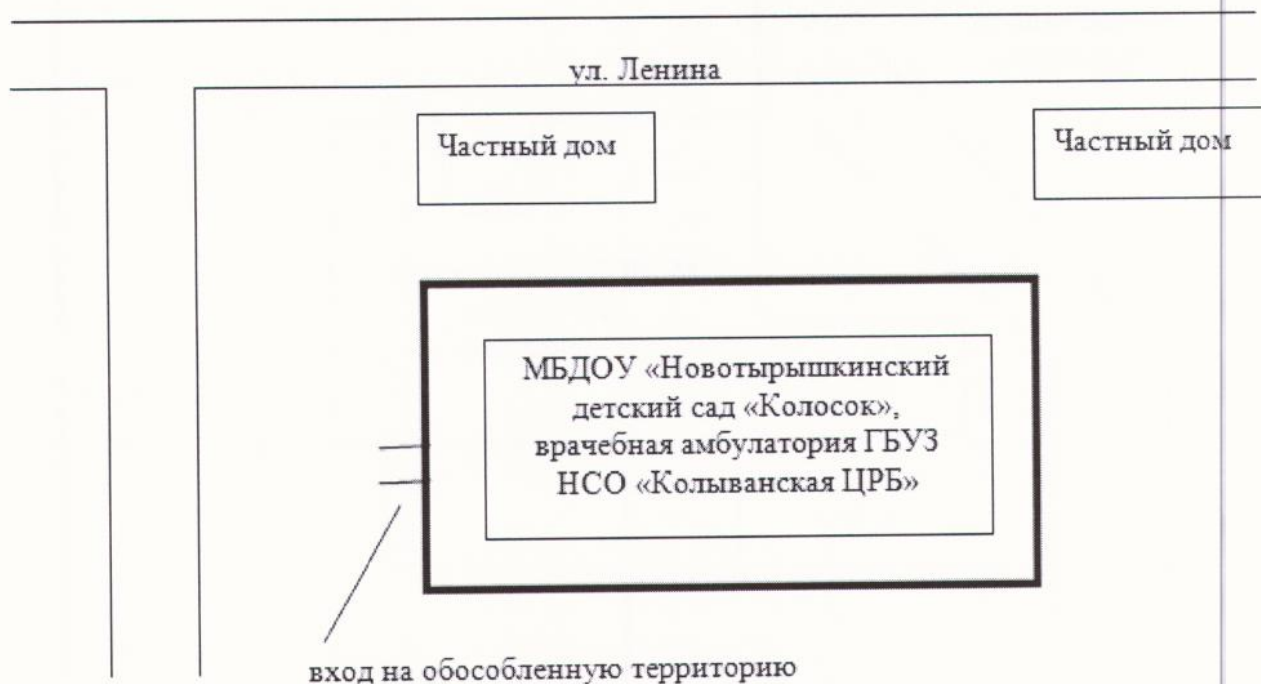 ул. Ленина
Частный дом
Частный дом
МБДОУ «Новотырышкинский
детский сад «Колосок»,
врачебная амбулатория ГБУЗ
НСО «Колыванская ЦРБ»
вход на обособленную территорию